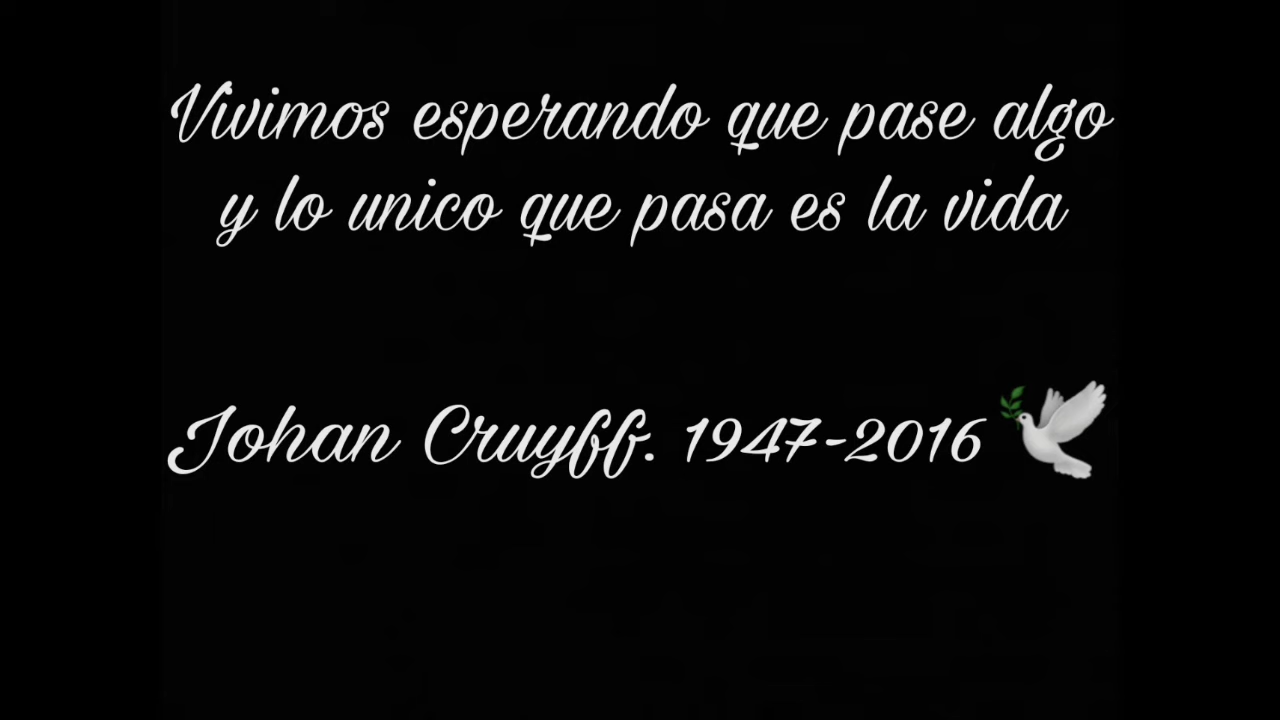 Vivimos esperando que pase algo
y lo unico que pasa es la vida
Johan Cruyff. 1947-2016